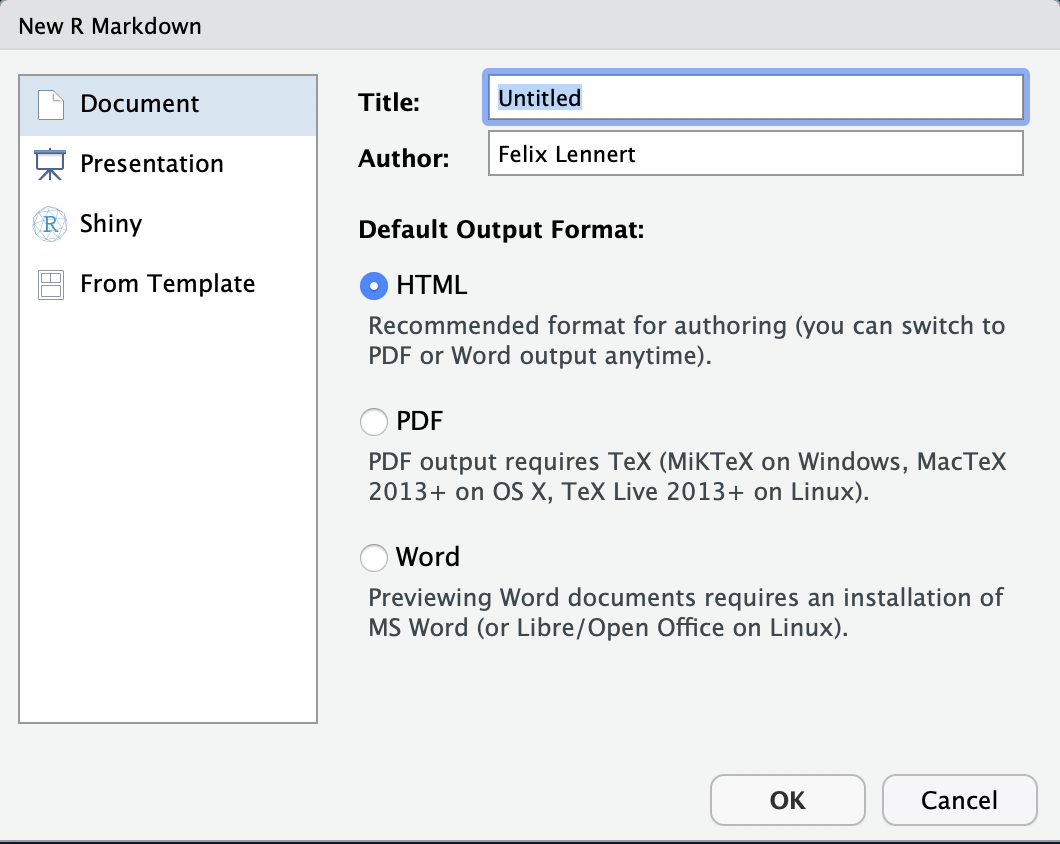 New R Markdown
Document
Presentation
Shiny
From Template
Title:
Untitled
Author:
Felix Lennert
Default Output Format:
HTML
Recommended format for authoring (you can switch to
PDF or Word output anytime).
PDF
PDF output requires TeX (MiKTeX on Windows, MacTeX
2013+ on OS X, TeX Live 2013+ on Linux).
Word
Previewing Word documents requires an installation of
MS Word (or Libre/Open Office on Linux).
OK
Cancel